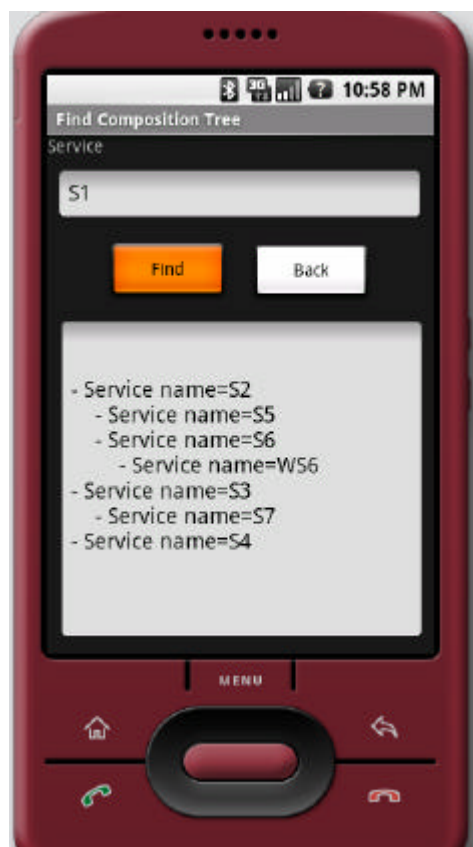 10:58 PM
Find Composition Tree
Service
S1
Find Back
- Service name=S2
- Service name=S5
- Service name=S6
- Service name=WS6
- Service name=S3
- Service name=S7
- Service name=S4
MENU